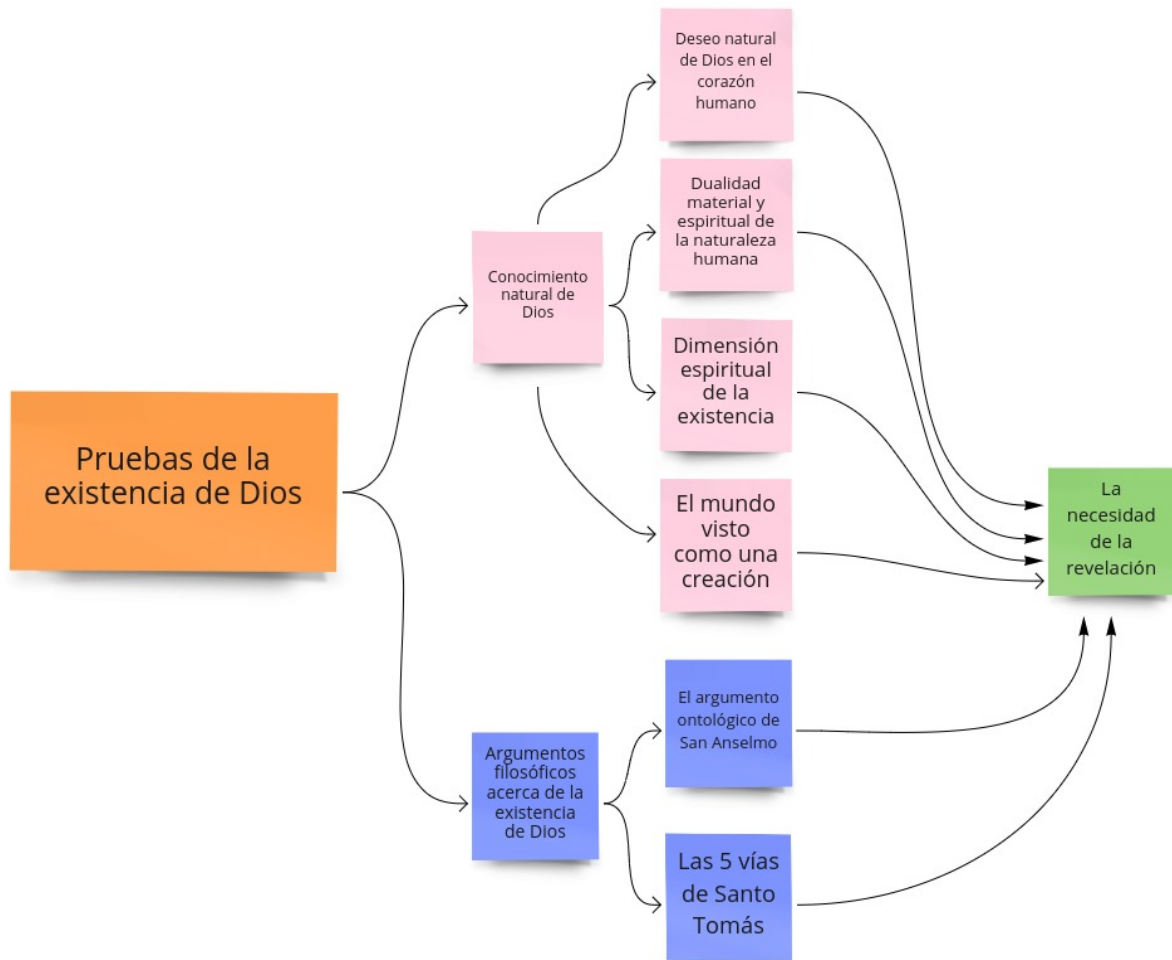 Deseo natural
de Dios en el
corazón
humano
Dualidad
material y
espiritual de
la naturaleza
humana
Conocimiento
natural de
Dios
Dimensión
espiritual
de la
existencia
Pruebas de la
existencia de Dios
El mundo
visto
como una
creación
La
necesidad
de la
revelación
El argumento
ontológico de
San Anselmo
Argumentos
filosóficos
acerca de la
existencia
de Dios
Las 5 vías
de Santo
Tomás